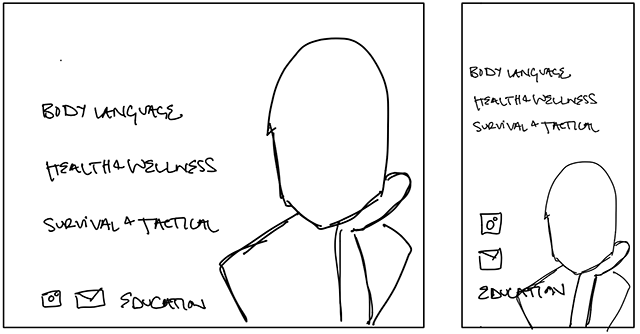 BODY LANGUAGE
HEALTH & WELLNESS
SURVIVAL & TACTICAL
EDUCATION
BODY LANGUAGE
HEALTH & WELLNESS
SURVIVAL & TACTICAL
EDUCATION